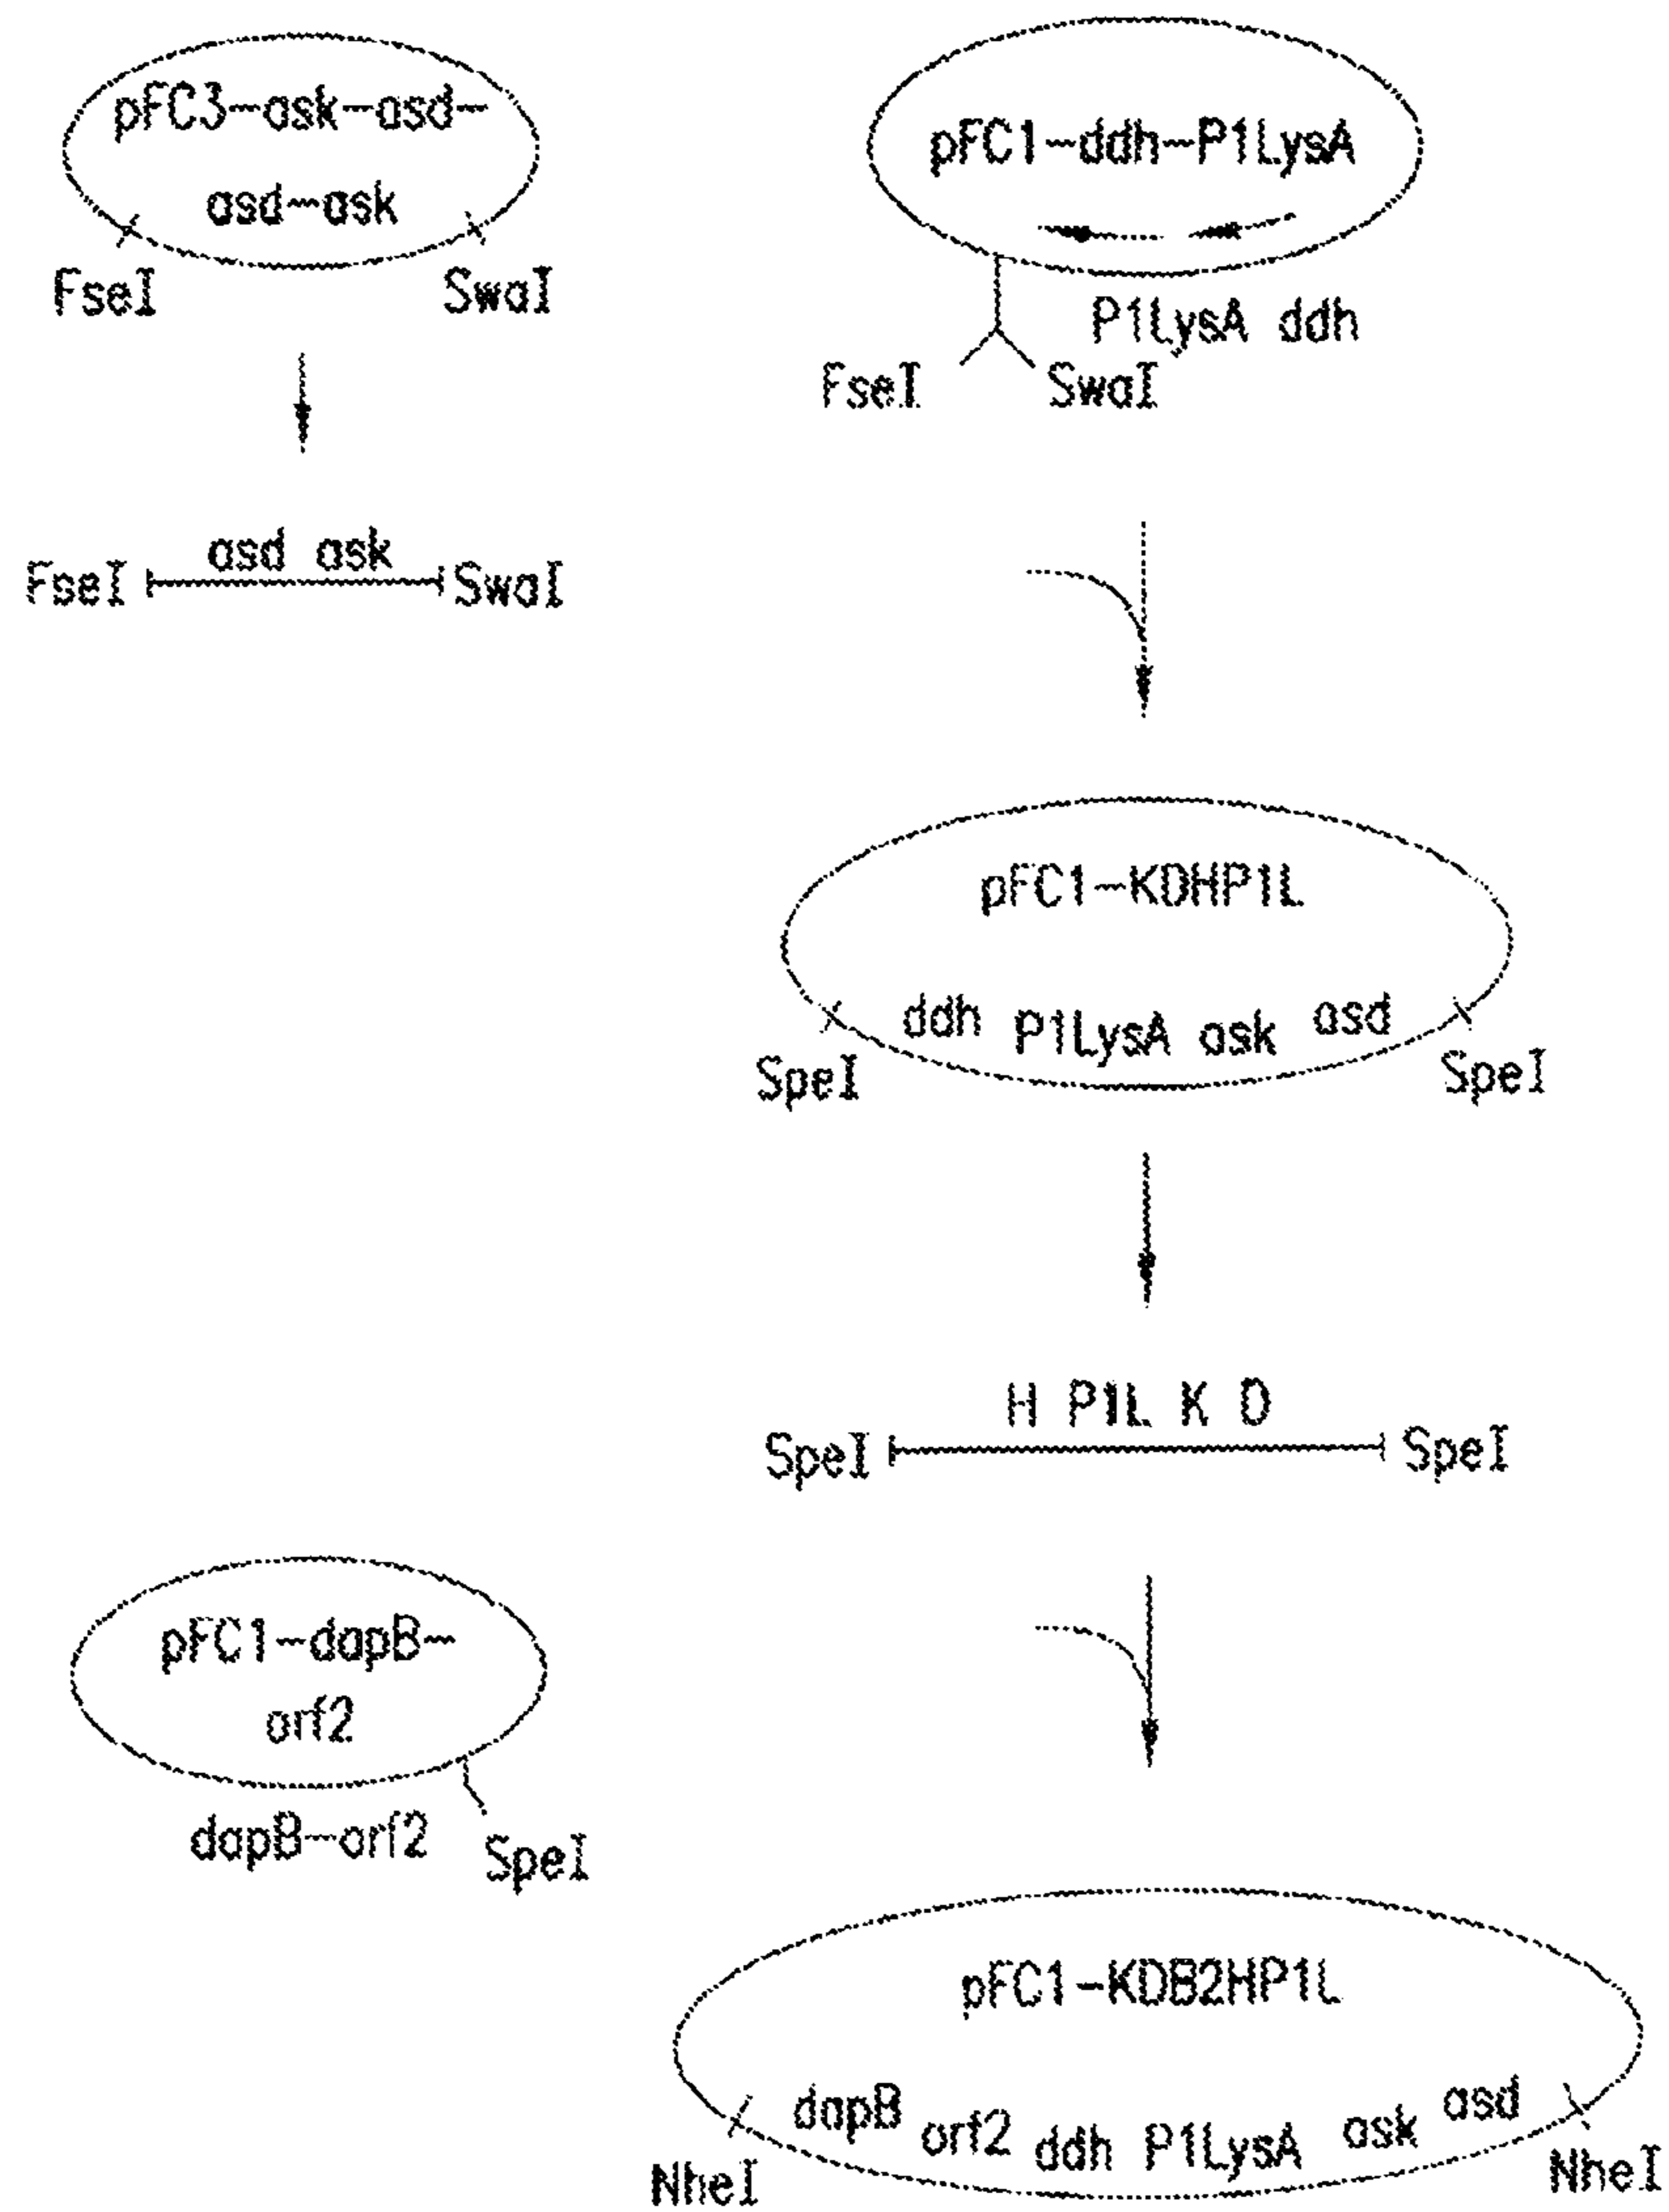 pFC3-ask-asd-
asd-ask
FseI SwaI
pFC1-ddh-P1LysA
P1LysA ddh
FseI SwaI
asd ask
FseI SwaI
pFC1-KDHP1L
ddh P1LysA ask asd
SpeI SpeI
H P1L K D
SpeI SpeI
pFC1-dapB-
orf2
dapB-orf2 SpeI
pFC1-KDB2HP1L
dapB orf2 ddh P1LysA ask asd
NheI NheI